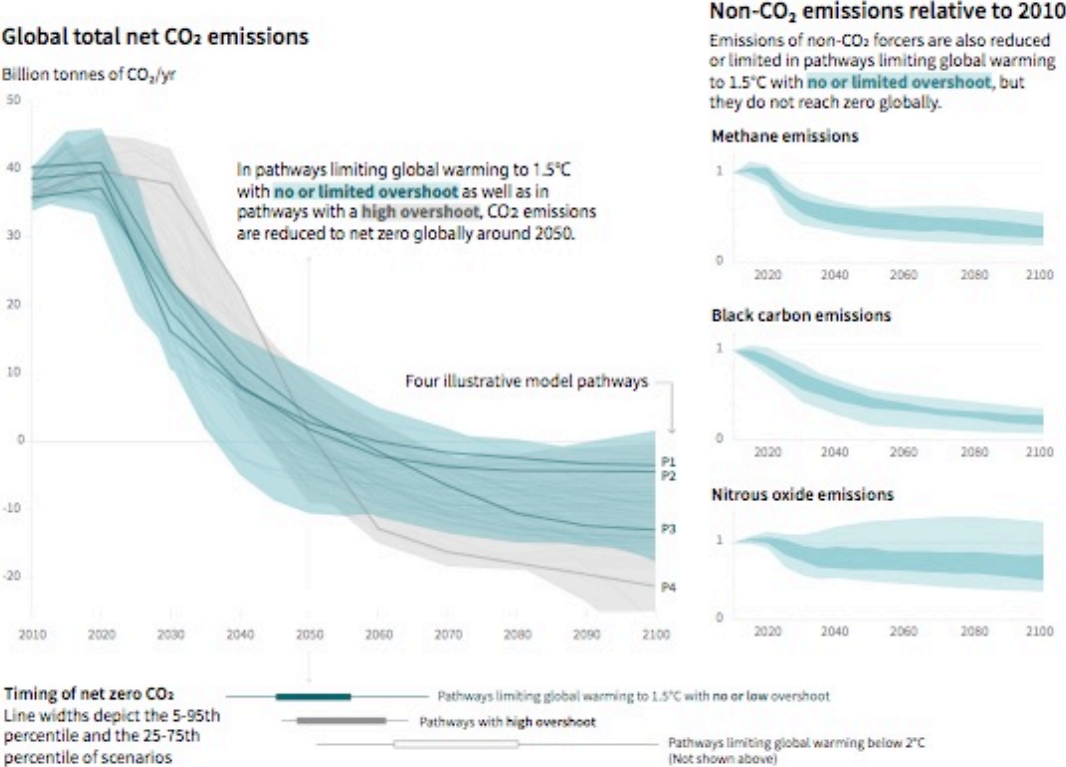 Global total net CO₂ emissions
Billion tonnes of CO₂/yr
50
40
30
20
10
0
-10
-20
2010 2020 2030 2040 2050 2060 2070 2080 2090 2100
In pathways limiting global warming to 1.5°C
with no or limited overshoot as well as in
pathways with a high overshoot, CO2 emissions
are reduced to net zero globally around 2050.
Four illustrative model pathways
P1
P2
P3
P4
Non-CO₂ emissions relative to 2010
Emissions of non-CO₂ forcers are also reduced
or limited in pathways limiting global warming
to 1.5°C with no or limited overshoot, but
they do not reach zero globally.
Methane emissions
1
0
2020 2040 2060 2080 2100
Black carbon emissions
1
0
2020 2040 2060 2080 2100
Nitrous oxide emissions
1
0
2020 2040 2060 2080 2100
Timing of net zero CO₂
Line widths depict the 5-95th
percentile and the 25-75th
percentile of scenarios
Pathways limiting global warming to 1.5°C with no or low overshoot
Pathways with high overshoot
Pathways limiting global warming below 2°C
(Not shown above)